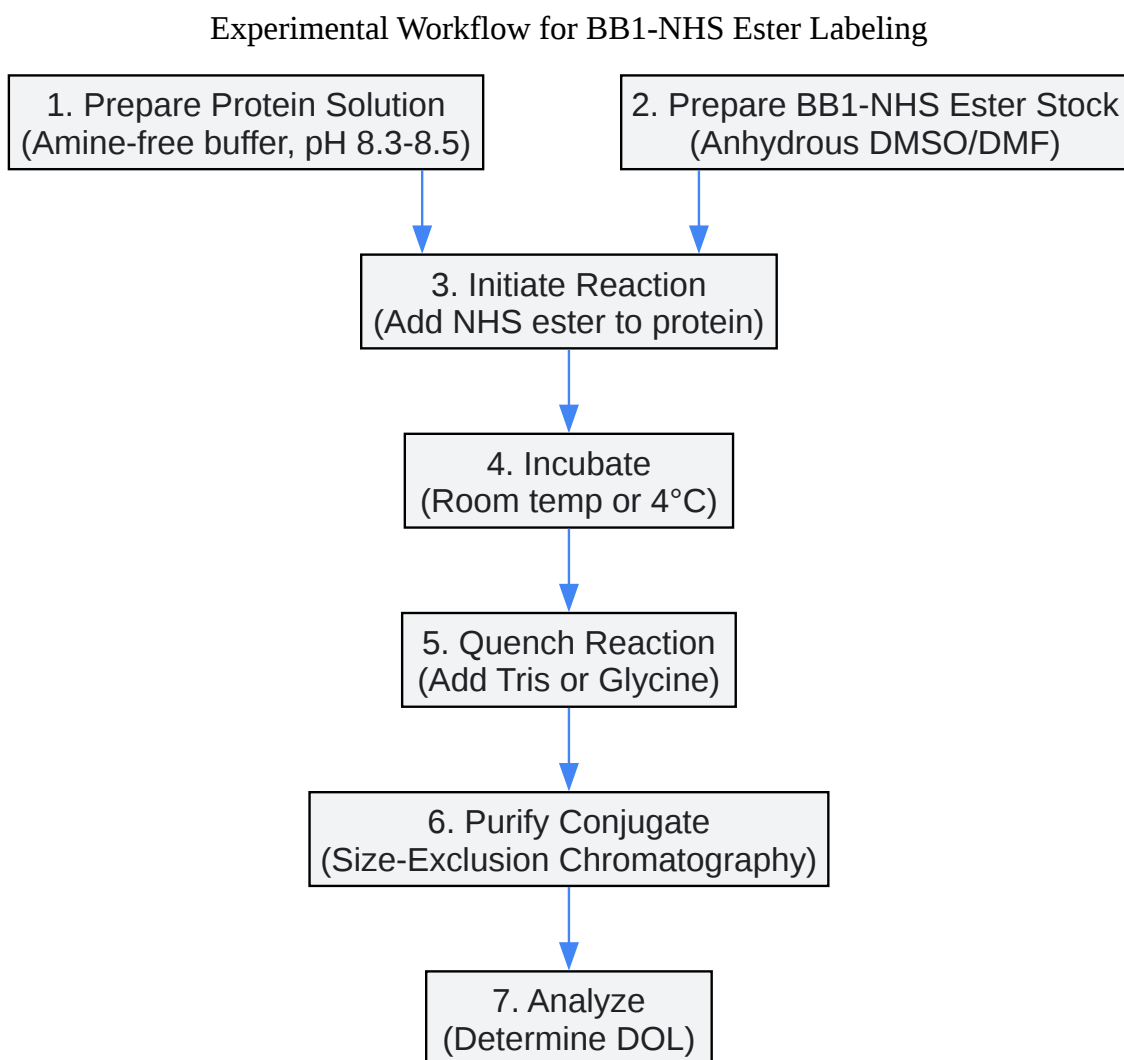 Experimental Workflow for BB1-NHS Ester Labeling
1. Prepare Protein Solution
(Amine-free buffer, pH 8.3-8.5)
2. Prepare BB1-NHS Ester Stock
(Anhydrous DMSO/DMF)
3. Initiate Reaction
(Add NHS ester to protein)
4. Incubate
(Room temp or 4°C)
5. Quench Reaction
(Add Tris or Glycine)
6. Purify Conjugate
(Size-Exclusion Chromatography)
7. Analyze
(Determine DOL)